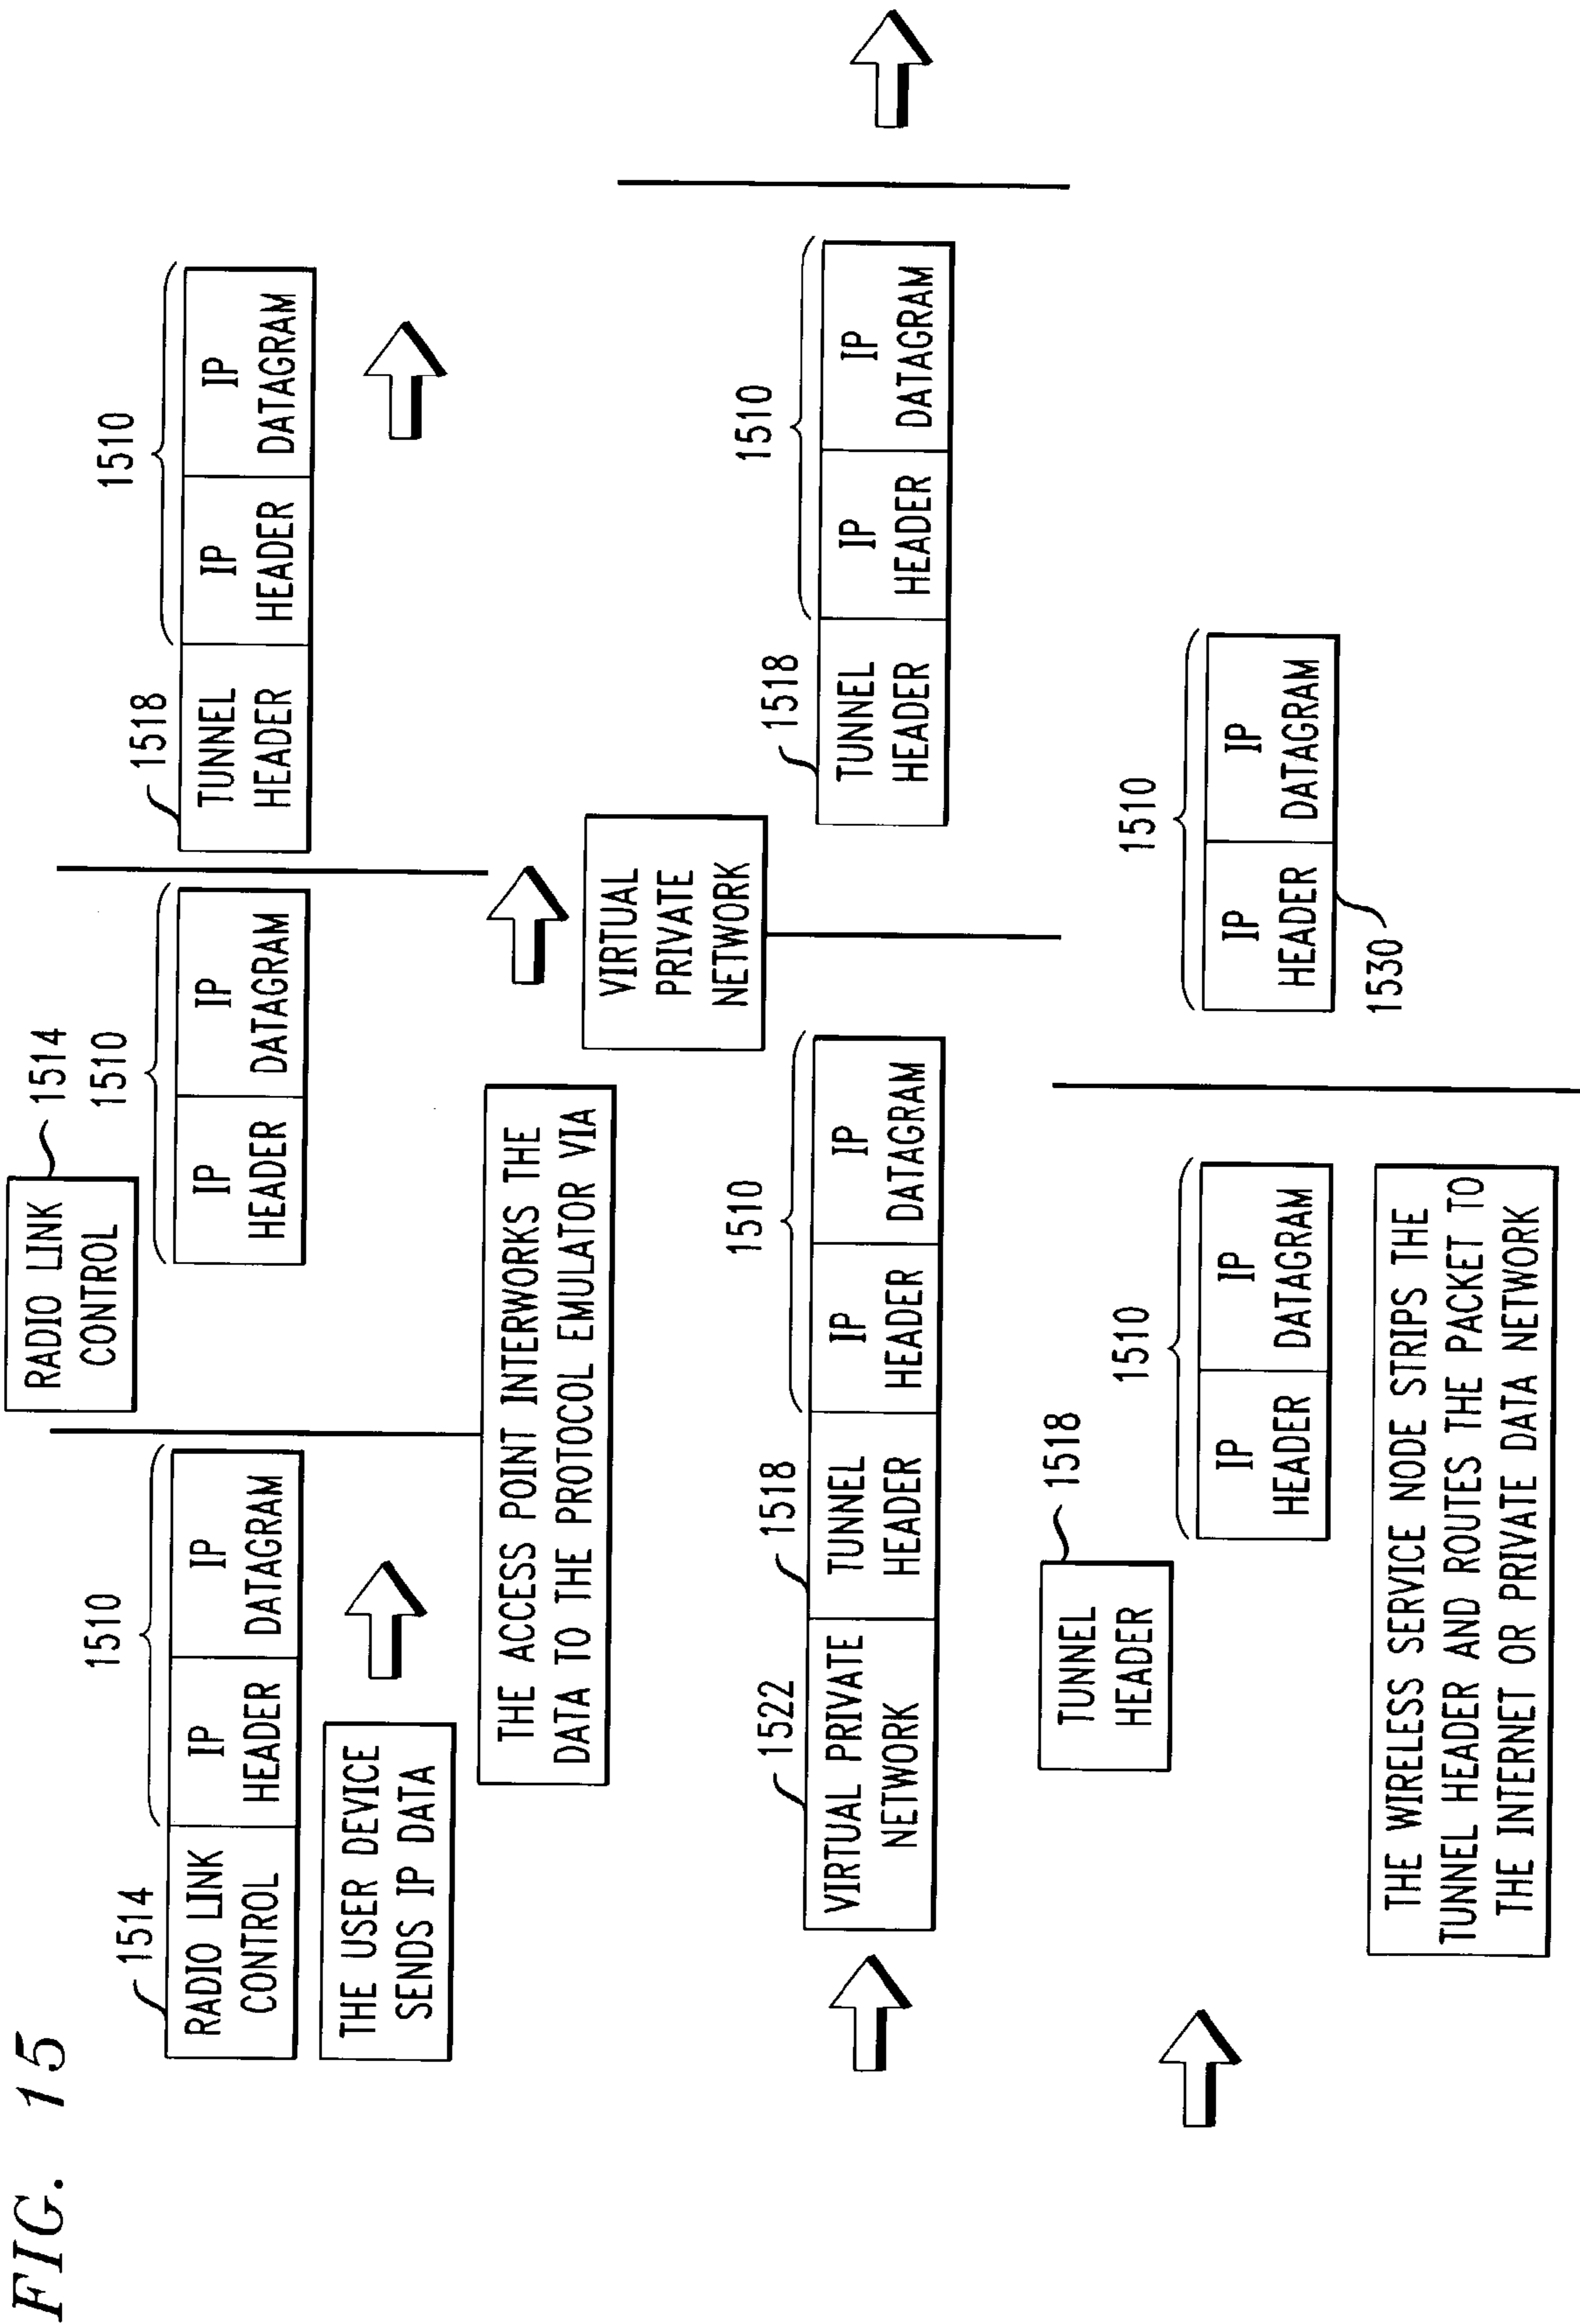 FIG. 15
1514
1510
RADIO LINK
CONTROL
IP
HEADER
IP
DATAGRAM
THE USER DEVICE
SENDS IP DATA
RADIO LINK
CONTROL
1514
1510
IP
HEADER
IP
DATAGRAM
1518
1510
TUNNEL
HEADER
IP
HEADER
IP
DATAGRAM
THE ACCESS POINT INTERWORKS THE
DATA TO THE PROTOCOL EMULATOR VIA
1522
1518
1510
VIRTUAL PRIVATE
NETWORK
TUNNEL
HEADER
IP
HEADER
IP
DATAGRAM
VIRTUAL
PRIVATE
NETWORK
1518
1510
TUNNEL
HEADER
IP
HEADER
IP
DATAGRAM
TUNNEL
HEADER
1518
1510
IP
HEADER
IP
DATAGRAM
1510
IP
HEADER
IP
DATAGRAM
1530
THE WIRELESS SERVICE NODE STRIPS THE
TUNNEL HEADER AND ROUTES THE PACKET TO
THE INTERNET OR PRIVATE DATA NETWORK